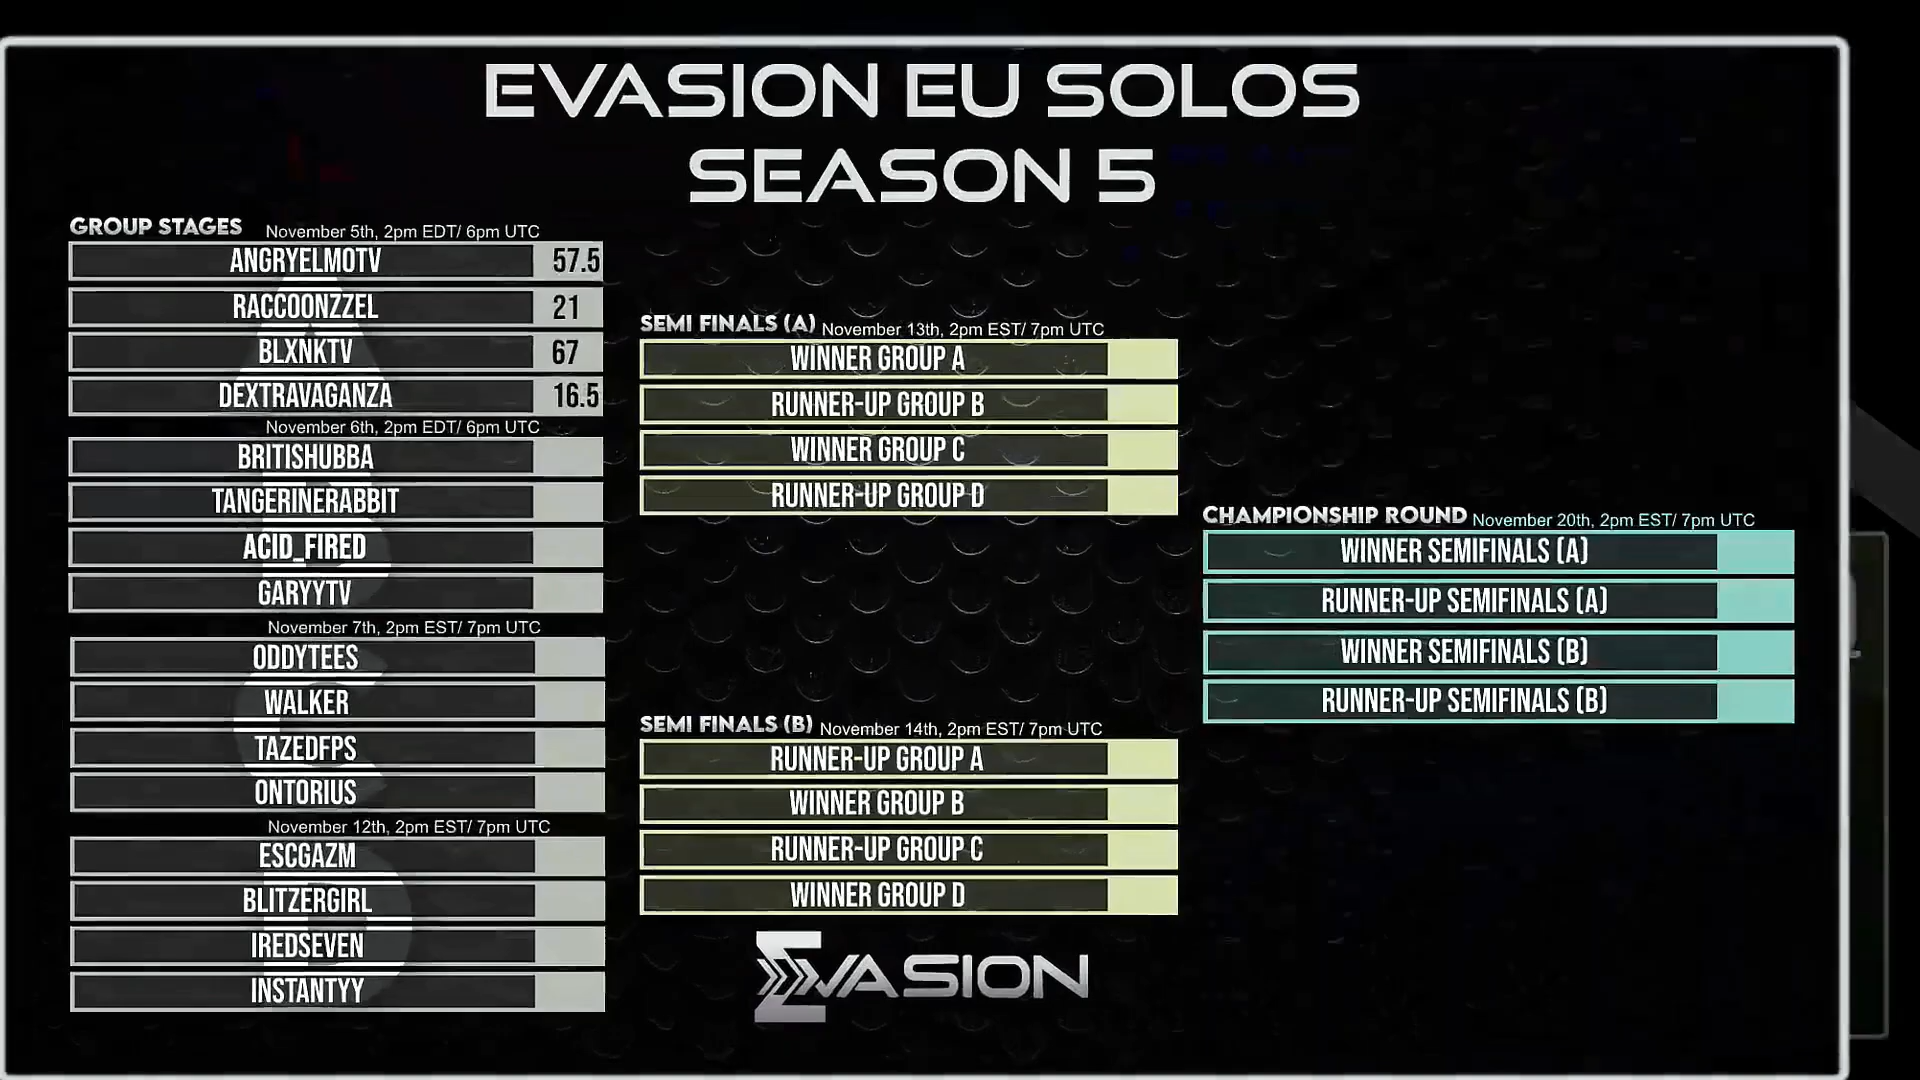 EVASION EU SOLOS
SEASON 5
GROUP STAGES November 5th, 2pm EDT/ 6pm UTC
ANGRYELMOTV 57.5
RACCOONZZEL 21
BLXNKTV 67
DEXTRAVAGANZA 16.5
A
November 6th, 2pm EDT/ 6pm UTC
BRITISHUBBA
TANGERINERABBIT
ACID_FIRED
GARYYTV
B
November 7th, 2pm EST/ 7pm UTC
ODDYTEES
WALKER
TAZEDFPS
ONTORIUS
C
November 12th, 2pm EST/ 7pm UTC
ESCGAZM
BLITZERGIRL
IREDSEVEN
INSTANTYY
D
SEMI FINALS (A) November 13th, 2pm EST/ 7pm UTC
WINNER GROUP A
RUNNER-UP GROUP B
WINNER GROUP C
RUNNER-UP GROUP D
SEMI FINALS (B) November 14th, 2pm EST/ 7pm UTC
RUNNER-UP GROUP A
WINNER GROUP B
RUNNER-UP GROUP C
WINNER GROUP D
CHAMPIONSHIP ROUND November 20th, 2pm EST/ 7pm UTC
WINNER SEMIFINALS (A)
RUNNER-UP SEMIFINALS (A)
WINNER SEMIFINALS (B)
RUNNER-UP SEMIFINALS (B)
EVASION